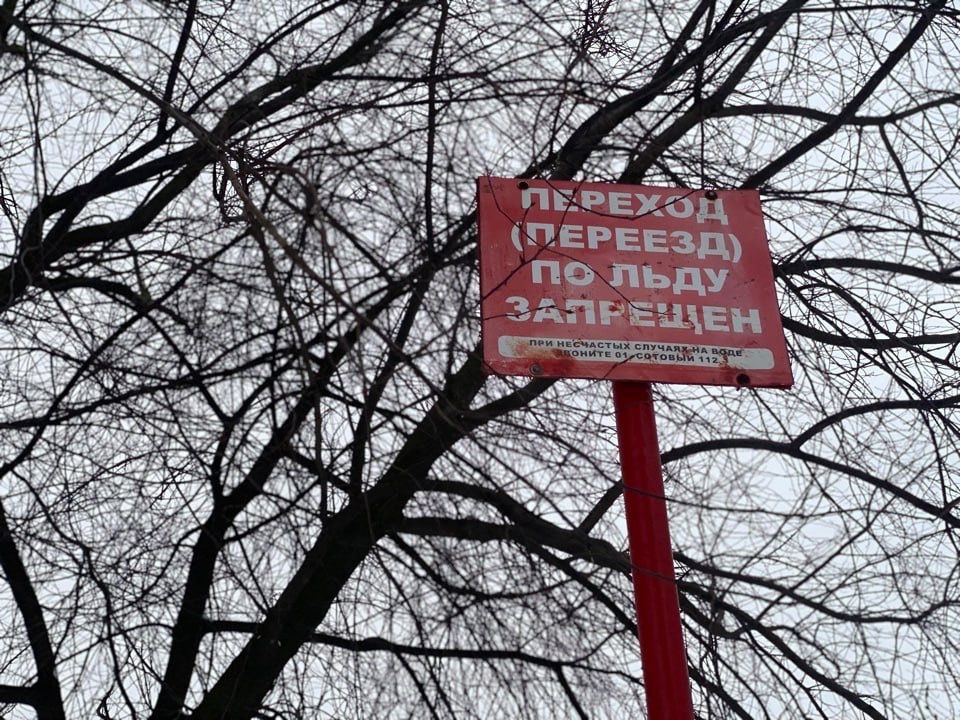 ПЕРЕХОД
(ПЕРЕЕЗД)
ПО ЛЬДУ
ЗАПРЕЩЕН
ПРИ НЕСЧАСТЫХ СЛУЧАЯХ НА ВОДЕ
ЗВОНИТЕ 01, СОТОВЫЙ 112